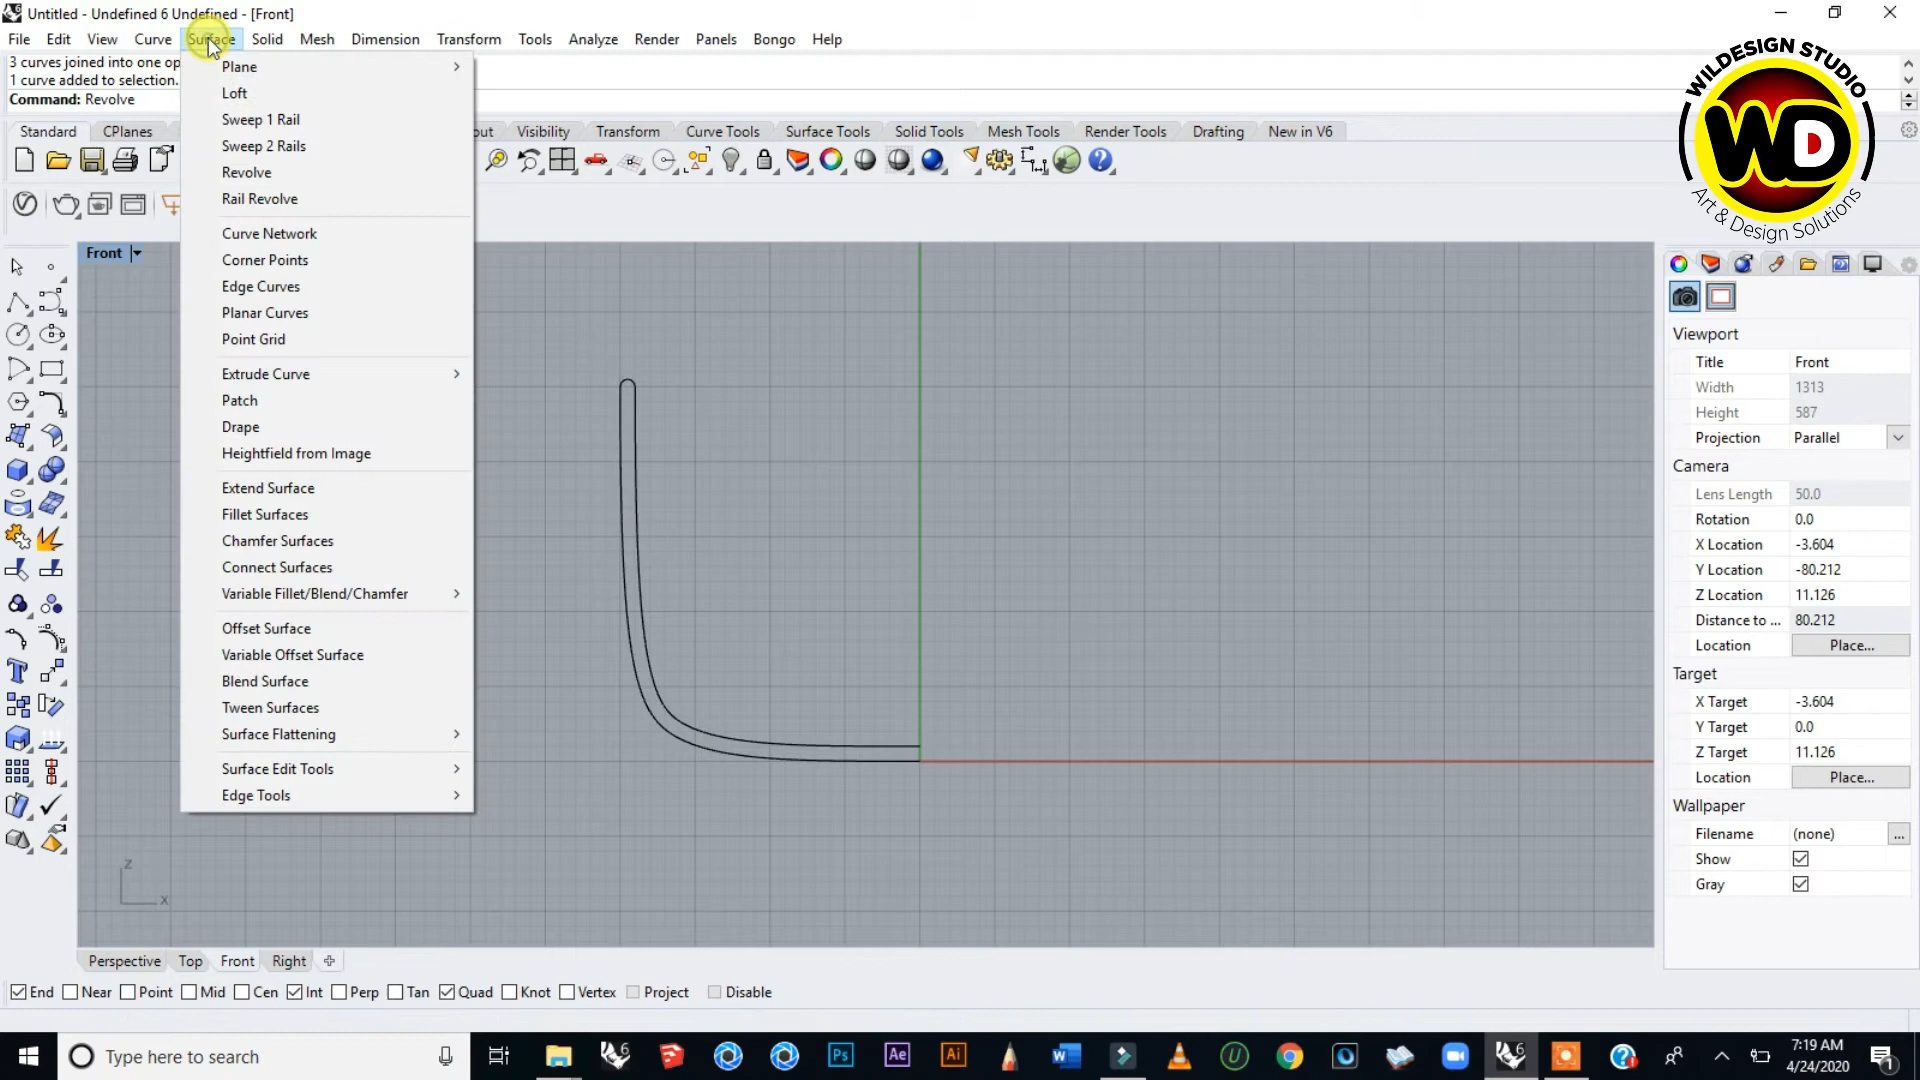 Untitled - Undefined 6 Undefined - [Front]
File Edit View Curve Surface Solid Mesh Dimension Transform Tools Analyze Render Panels Bongo Help
3 curves joined into one op
1 curve added to selection.
Command: Revolve
WILDESIGN STUDIO
WD
Art & Design Solutions
Standard CPlanes out Visibility Transform Curve Tools Surface Tools Solid Tools Mesh Tools Render Tools Drafting New in V6
Plane
Loft
Sweep 1 Rail
Sweep 2 Rails
Revolve
Rail Revolve
Curve Network
Corner Points
Edge Curves
Planar Curves
Point Grid
Extrude Curve
Patch
Drape
Heightfield from Image
Extend Surface
Fillet Surfaces
Chamfer Surfaces
Connect Surfaces
Variable Fillet/Blend/Chamfer
Offset Surface
Variable Offset Surface
Blend Surface
Tween Surfaces
Surface Flattening
Surface Edit Tools
Edge Tools
Front
z
x
Viewport
Title Front
Width 1313
Height 587
Projection Parallel
Camera
Lens Length 50.0
Rotation 0.0
X Location -3.604
Y Location -80.212
Z Location 11.126
Distance to ... 80.212
Location Place...
Target
X Target -3.604
Y Target 0.0
Z Target 11.126
Location Place...
Wallpaper
Filename (none) ...
Show
Gray
Perspective Top Front Right
End Near Point Mid Cen Int Perp Tan Quad Knot Vertex Project Disable
Type here to search
6 Ps Ae Ai W U 6
7:19 AM
4/24/2020
1